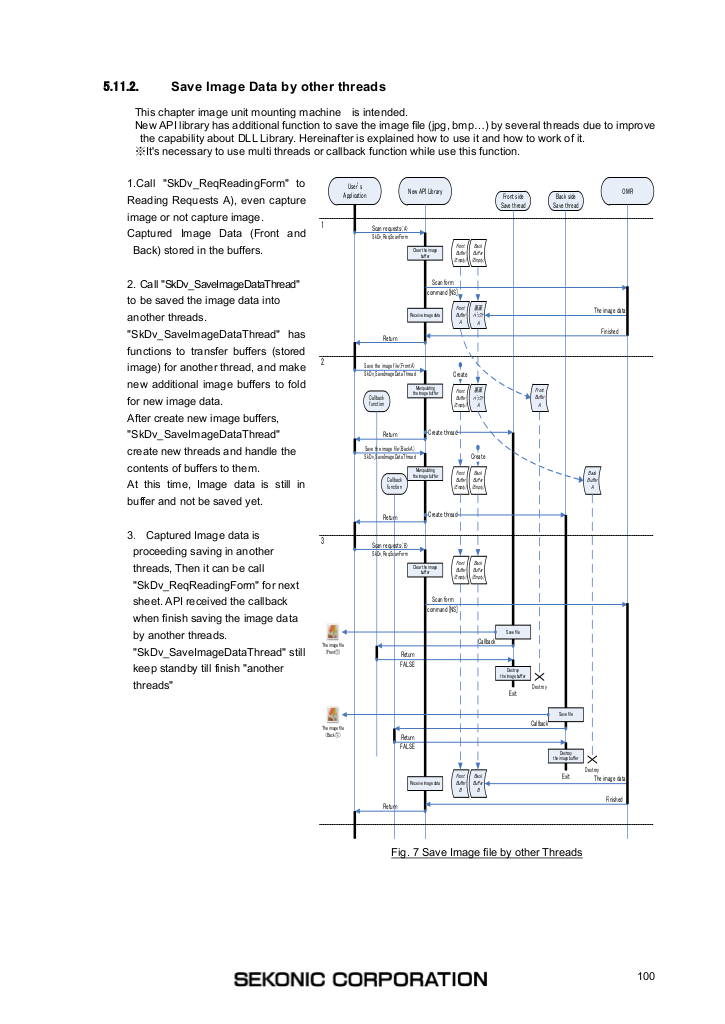 5.11.2. Save Image Data by other threads
This chapter image unit mounting machine is intended.
New API library has additional function to save the image file (jpg, bmp…) by several threads due to improve
the capability about DLL Library. Hereinafter is explained how to use it and how to work of it.
※It's necessary to use multi threads or callback function while use this function.
1.Call "SkDv_ReqReadingForm" to
Reading Requests A), even capture
image or not capture image.
Captured Image Data (Front and
Back) stored in the buffers.
2. Call "SkDv_SaveImageDataThread"
to be saved the image data into
another threads.
"SkDv_SaveImageDataThread" has
functions to transfer buffers (stored
image) for another thread, and make
new additional image buffers to fold
for new image data.
After create new image buffers,
"SkDv_SaveImageDataThread"
create new threads and handle the
contents of buffers to them.
At this time, Image data is still in
buffer and not be saved yet.
3. Captured Image data is
proceeding saving in another
threads, Then it can be call
"SkDv_ReqReadingForm" for next
sheet. API received the callback
when finish saving the image data
by another threads.
"SkDv_SaveImageDataThread" still
keep standby till finish "another
threads"
User's
Application
New API Library
Front side
Save thread
Back side
Save thread
OMR
1
Scan requests(A)
SkDv_ReqScanForm
Clear the image
buffer
Front
Buffer
(Empty)
Back
Buffer
(Empty)
Scan form
command [NS]
Receive image data
Front
Buffer
A
The image data
Finished
Return
2
Save the image file(FrontA)
SkDv_SaveImageDataThread
Create
Callback
function
Manipulating
the image buffer
Front
Buffer
(Empty)
Front
Buffer
A
Create thread
Return
Save the image file(BackA)
SkDv_SaveImageDataThread
Create
Callback
function
Manipulating
the image buffer
Front
Buffer
(Empty)
Back
Buffer
(Empty)
Back
Buffer
A
Create thread
Return
3
Scan requests(B)
SkDv_ReqScanForm
Clear the image
buffer
Front
Buffer
(Empty)
Back
Buffer
(Empty)
Scan form
command [NS]
Save file
The image file
(Front①)
Callback
Return
FALSE
Destroy
the image buffer
Destroy
Exit
Save file
The image file
(Back①)
Callback
Return
FALSE
Destroy
the image buffer
Destroy
Exit
Receive image data
Front
Buffer
B
Back
Buffer
B
The image data
Finished
Return
Fig. 7 Save Image file by other Threads
SEKONIC CORPORATION
100